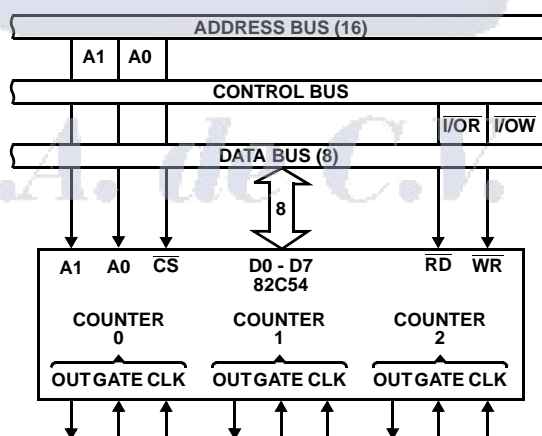 ADDRESS BUS (16)
A1 A0
CONTROL BUS
I/OR I/OW
DATA BUS (8)
A. de C.V.
8
A1 A0 CS D0 - D7 RD WR
82C54
COUNTER COUNTER COUNTER
0 1 2
OUT GATE CLK OUT GATE CLK OUT GATE CLK